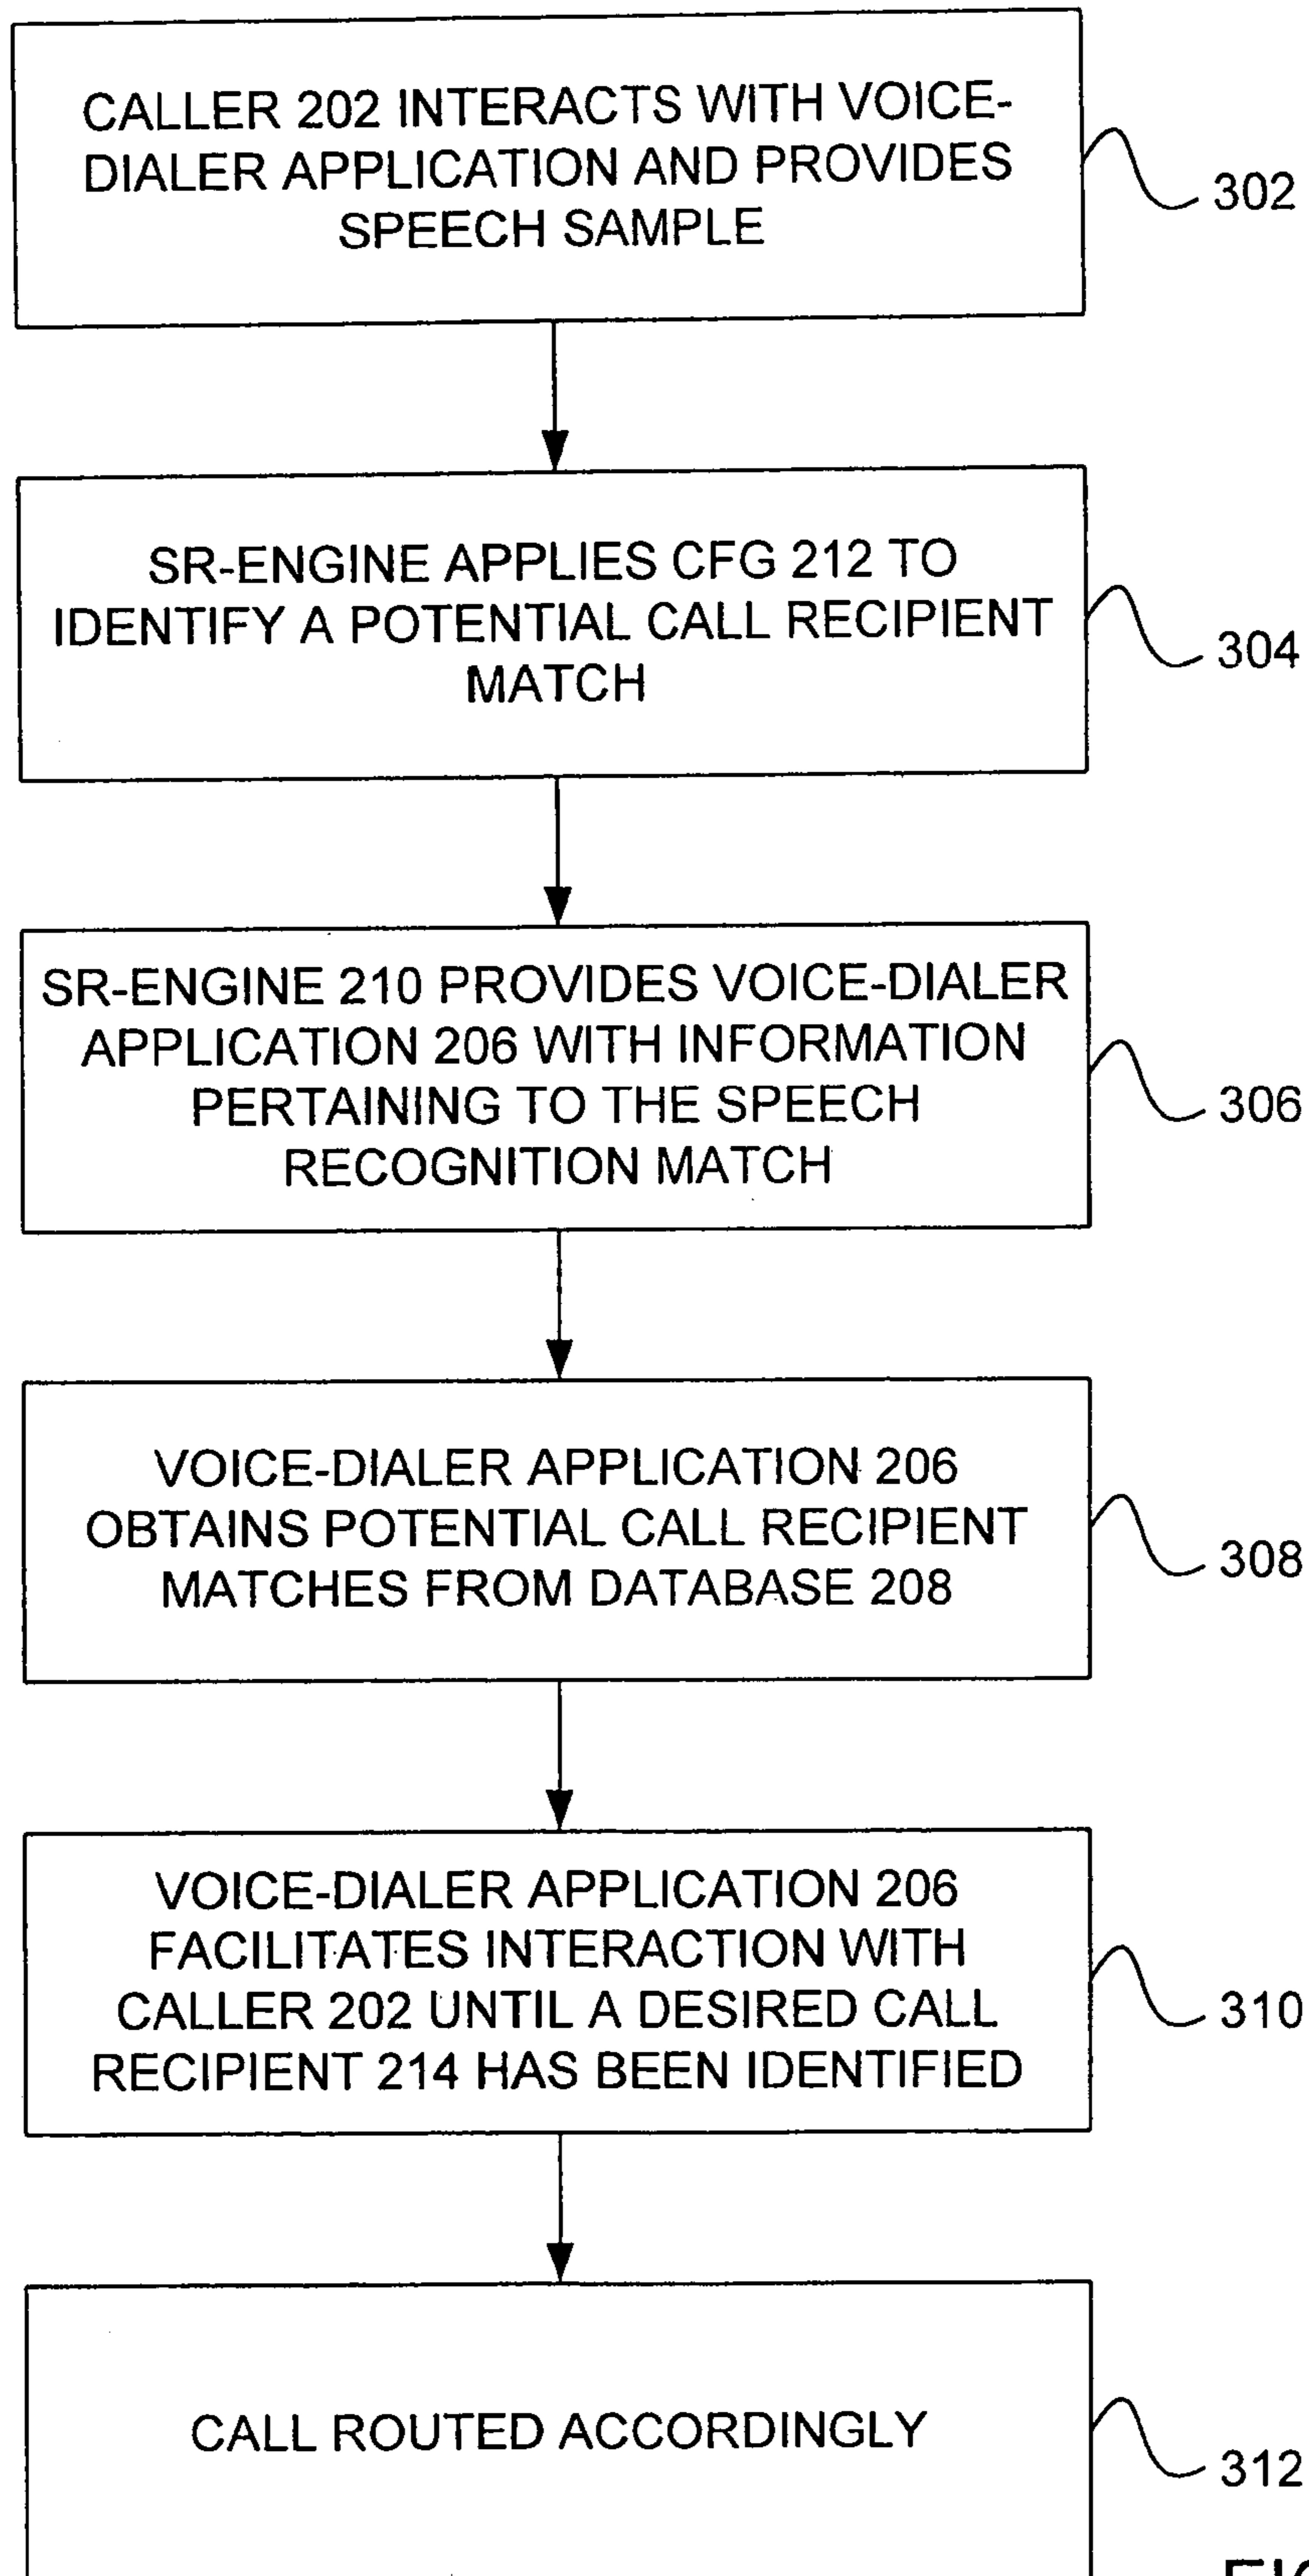 CALLER 202 INTERACTS WITH VOICE-
DIALER APPLICATION AND PROVIDES
SPEECH SAMPLE
302
SR-ENGINE APPLIES CFG 212 TO
IDENTIFY A POTENTIAL CALL RECIPIENT
MATCH
304
SR-ENGINE 210 PROVIDES VOICE-DIALER
APPLICATION 206 WITH INFORMATION
PERTAINING TO THE SPEECH
RECOGNITION MATCH
306
VOICE-DIALER APPLICATION 206
OBTAINS POTENTIAL CALL RECIPIENT
MATCHES FROM DATABASE 208
308
VOICE-DIALER APPLICATION 206
FACILITATES INTERACTION WITH
CALLER 202 UNTIL A DESIRED CALL
RECIPIENT 214 HAS BEEN IDENTIFIED
310
CALL ROUTED ACCORDINGLY
312